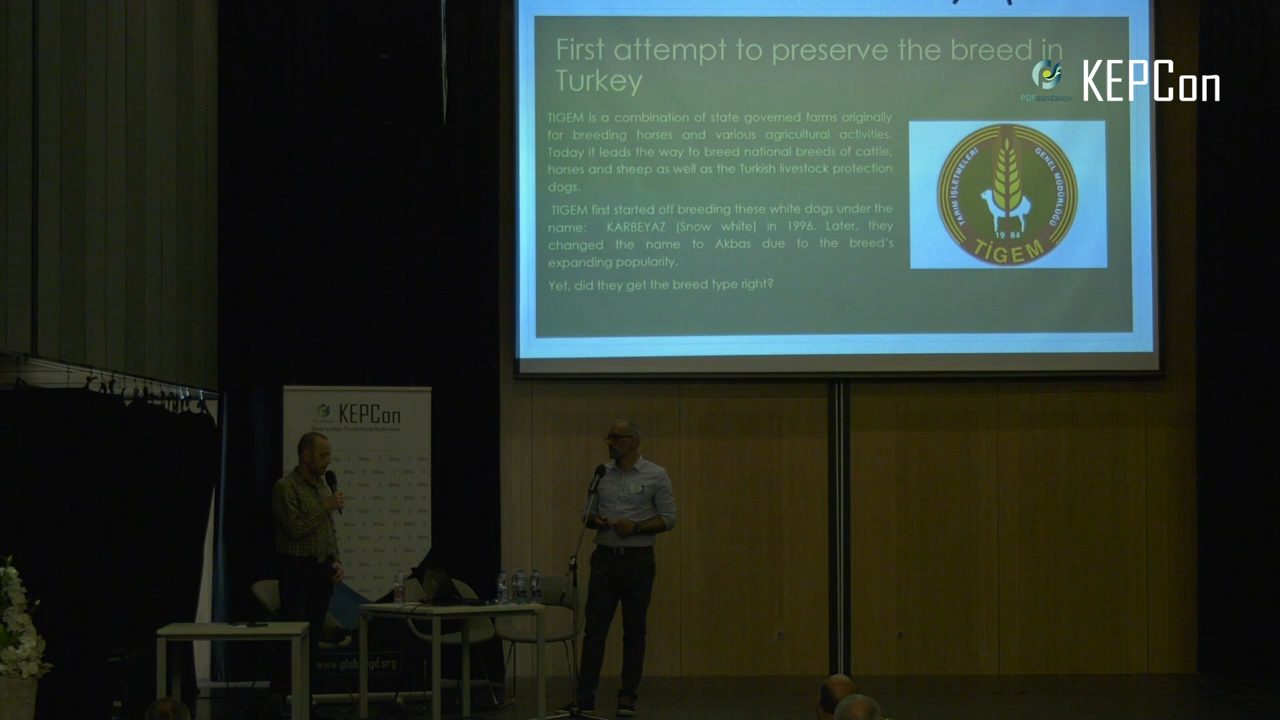 First attempt to preserve the breed in
Turkey
PDFoundation
KEPCon
TIGEM is a combination of state governed farms originally
for breeding horses and various agricultural activities.
Today it leads the way to breed national breeds of cattle,
horses and sheep as well as the Turkish livestock protection
dogs.
TIGEM first started off breeding these white dogs under the
name: KARBEYAZ (Snow white) in 1996. Later, they
changed the name to Akbas due to the breed's
expanding popularity.
Yet, did they get the breed type right?
TARIM İŞLETMELERİ
GENEL MÜDÜRLÜĞÜ
19 84
TİGEM
KEPCon